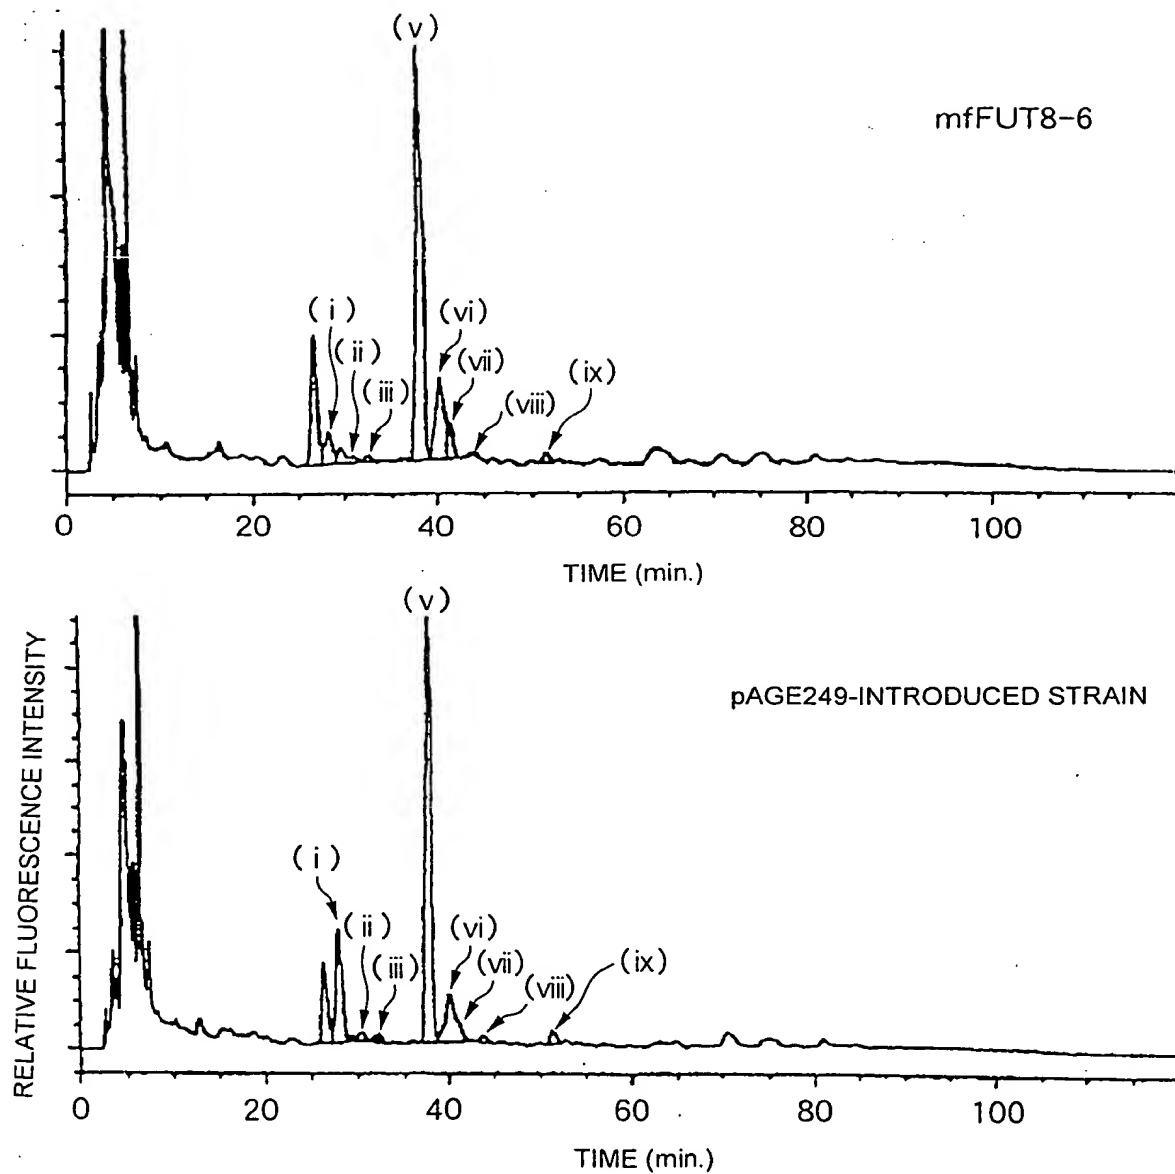 (v)
mfFUT8-6
(i)
(vi)
(ii)
(vii)
(iii)
(viii)
(ix)
0 20 40 60 80 100
TIME (min.)
(v)
RELATIVE FLUORESCENCE INTENSITY
pAGE249-INTRODUCED STRAIN
(i)
(ii)
(vi)
(iii)
(vii)
(viii)
(ix)
0 20 40 60 80 100
TIME (min.)